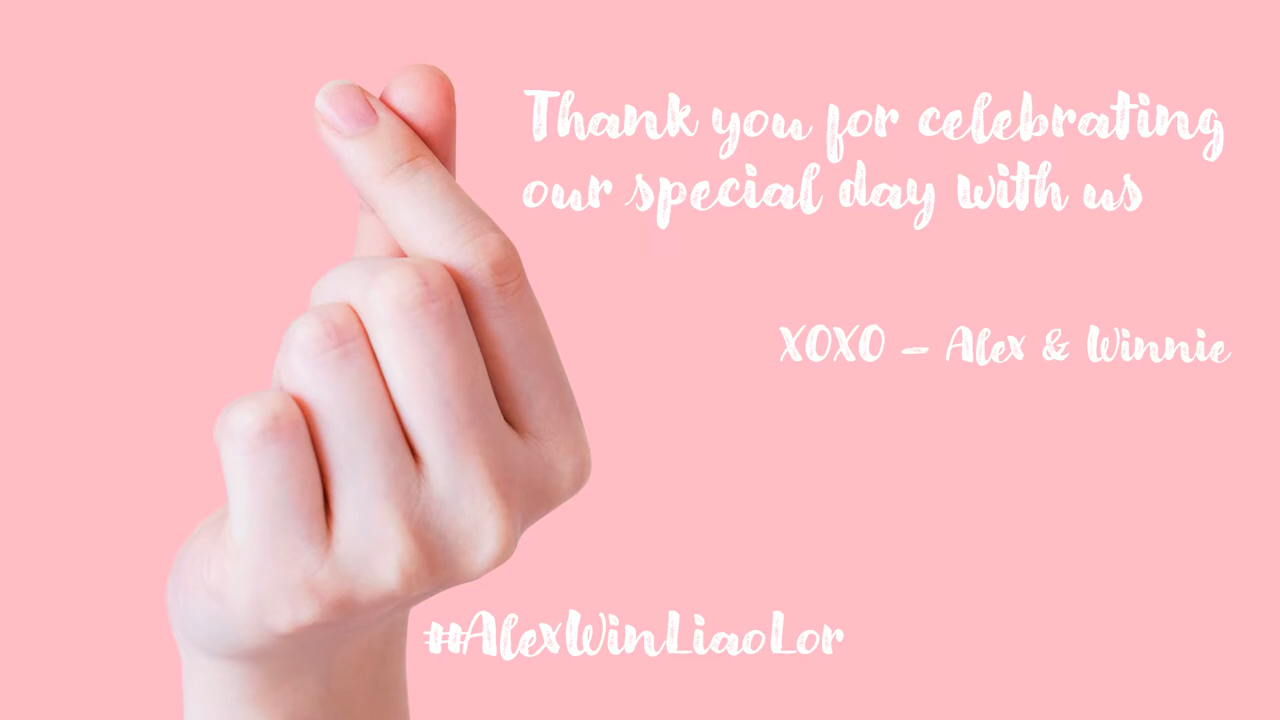 Thank you for celebrating
our special day with us
XOXO - Alex & Winnie
#AlexWinLiaoLor